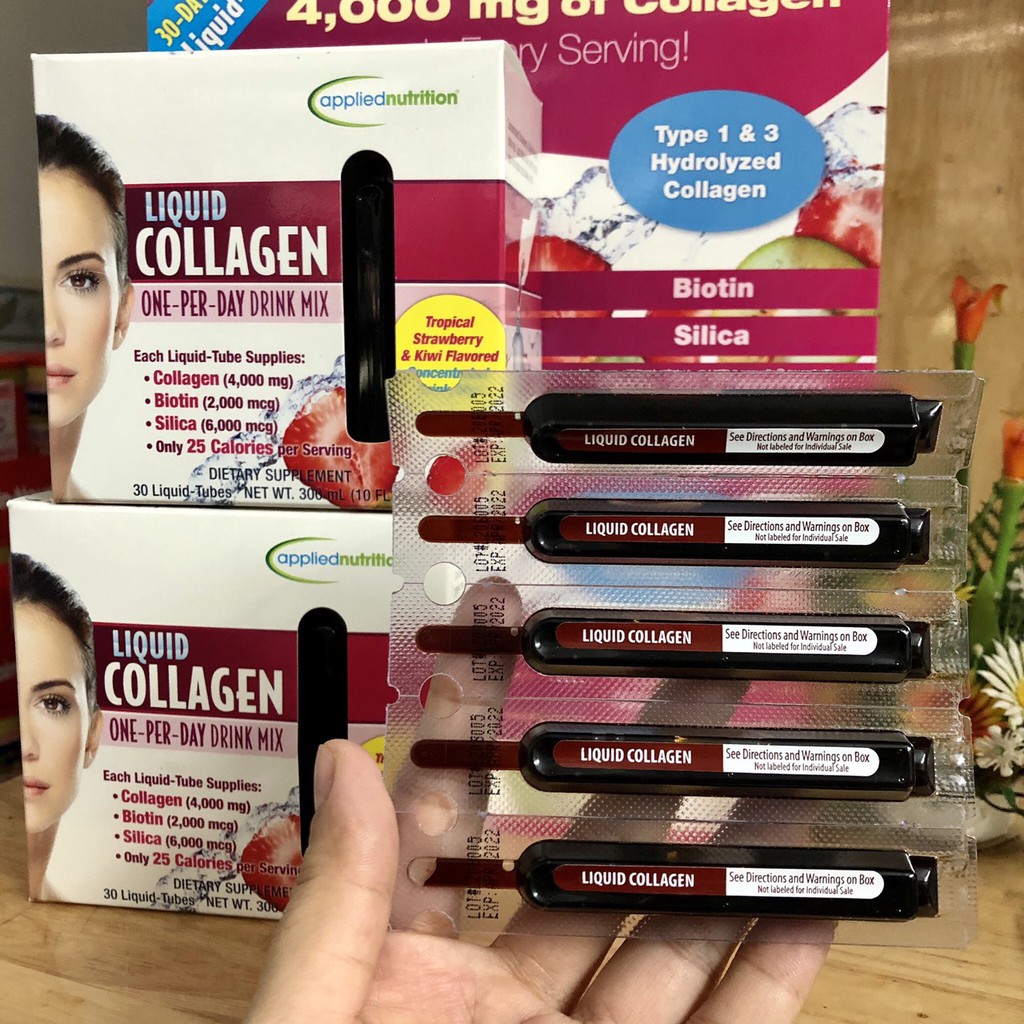 30-DAY
Liquid-
4,000 mg of Collagen
Every Serving!
Type 1 & 3
Hydrolyzed
Collagen
Biotin
Silica
appliednutrition®
LIQUID
COLLAGEN
ONE-PER-DAY DRINK MIX
Tropical
Strawberry
& Kiwi Flavored
Each Liquid-Tube Supplies:
• Collagen (4,000 mg)
• Biotin (2,000 mcg)
• Silica (6,000 mcg)
• Only 25 Calories per Serving
DIETARY SUPPLEMENT
30 Liquid-Tubes NET WT. 300 mL (10 FL
appliednutritio
LIQUID
COLLAGEN
ONE-PER-DAY DRINK MIX
Each Liquid-Tube Supplies:
• Collagen (4,000 mg)
• Biotin (2,000 mcg)
• Silica (6,000 mcg)
• Only 25 Calories per Servin
DIETARY SUPPLEME
30 Liquid-Tubes NET WT. 300
LIQUID COLLAGEN
See Directions and Warnings on Box
Not labeled for Individual Sale
LIQUID COLLAGEN
See Directions and Warnings on Box
Not labeled for Individual Sale
LIQUID COLLAGEN
See Directions and Warnings on Box
Not labeled for Individual Sale
LIQUID COLLAGEN
See Directions and Warnings on Box
Not labeled for Individual Sale
LIQUID COLLAGEN
See Directions and Warnings on Box
Not labeled for Individual Sale